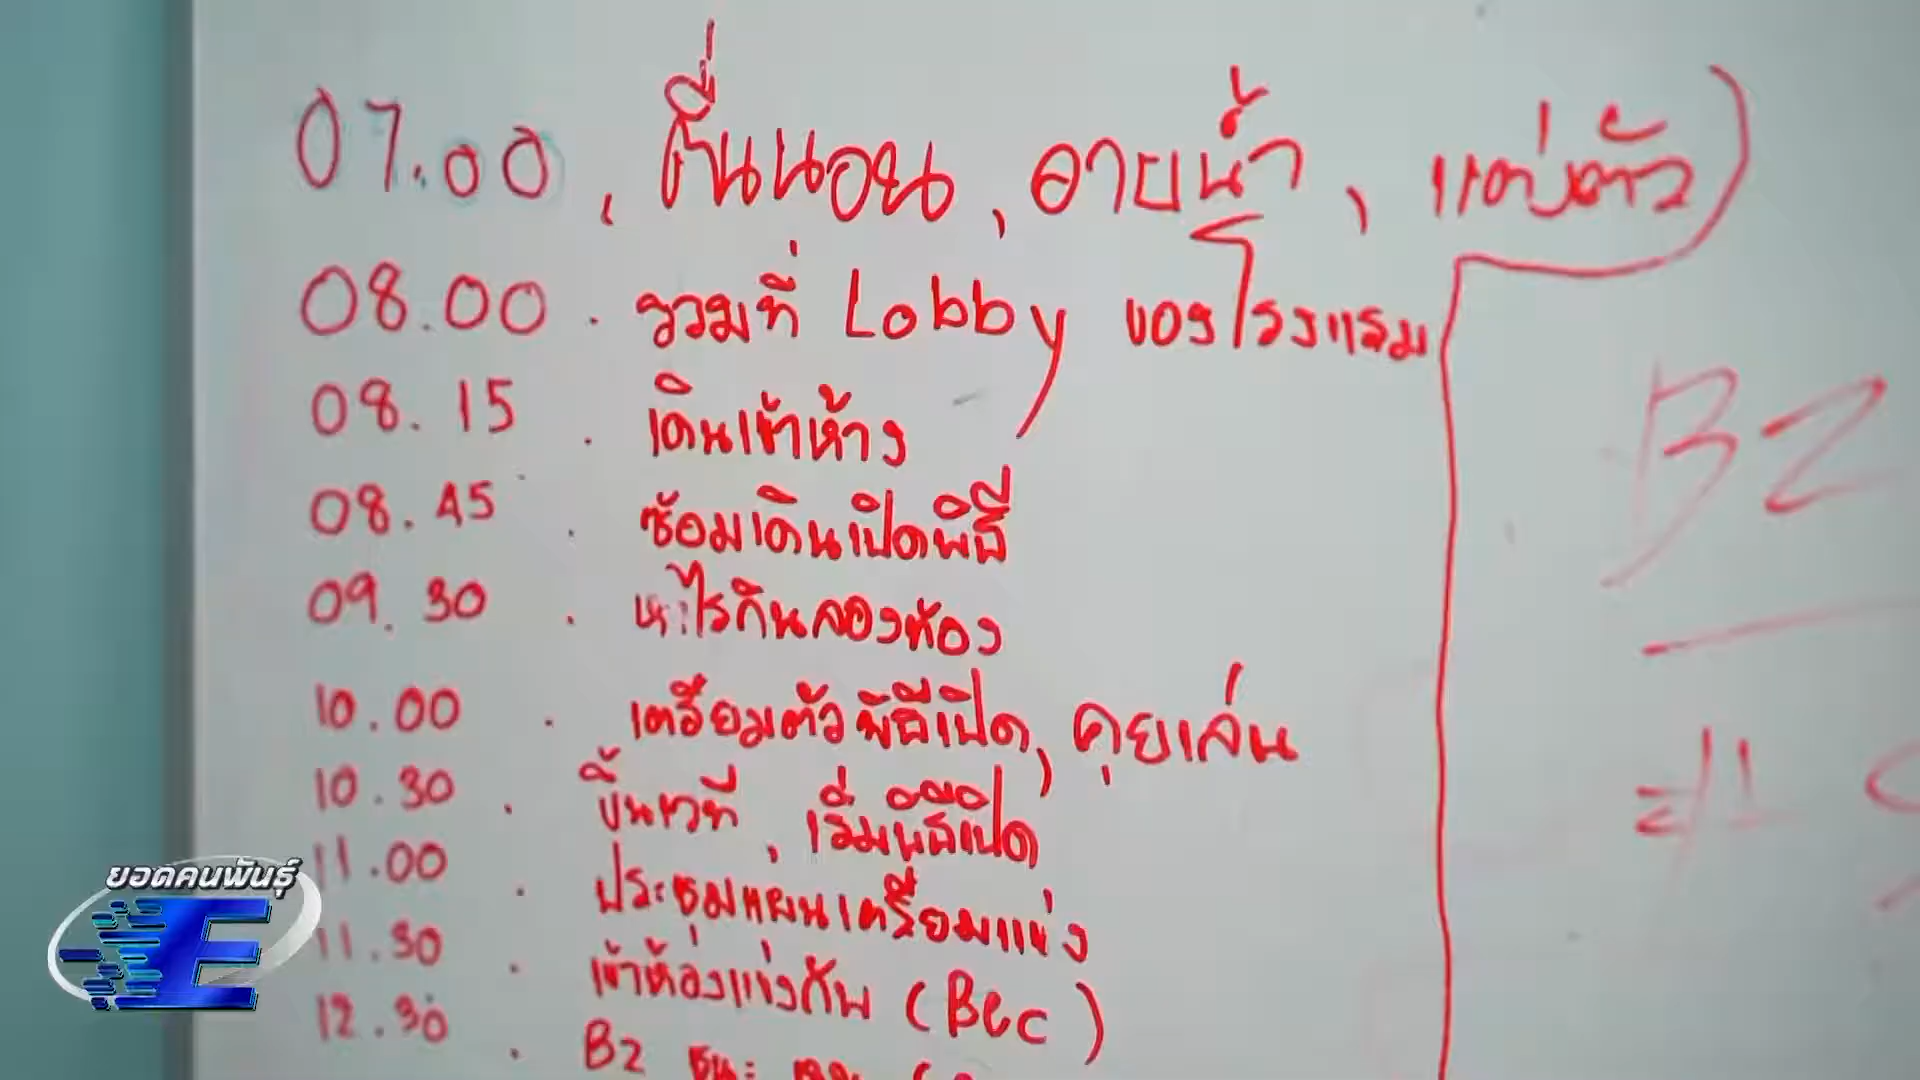 07.00 , ตื่นนอน , อาบน้ำ , แต่งตัว
08.00 . รวมที่ Lobby ของโรงแรม
08.15 . เดินเข้าห้าง
08.45 . ซ้อมเดินเปิดพิธี
09.30 . หาไรกินลองท้อง
10.00 . เตรียมตัวพิธีเปิด, คุยเล่น
10.30 . ขึ้นเวที , เริ่มพิธีเปิด
11.00 . ประชุมแผนเตรียมแข่ง
11.30 . เข้าห้องแข่งกับ (Bec)
12.30 . B2 ชนะ
B2
ยอดคนพันธุ์
E